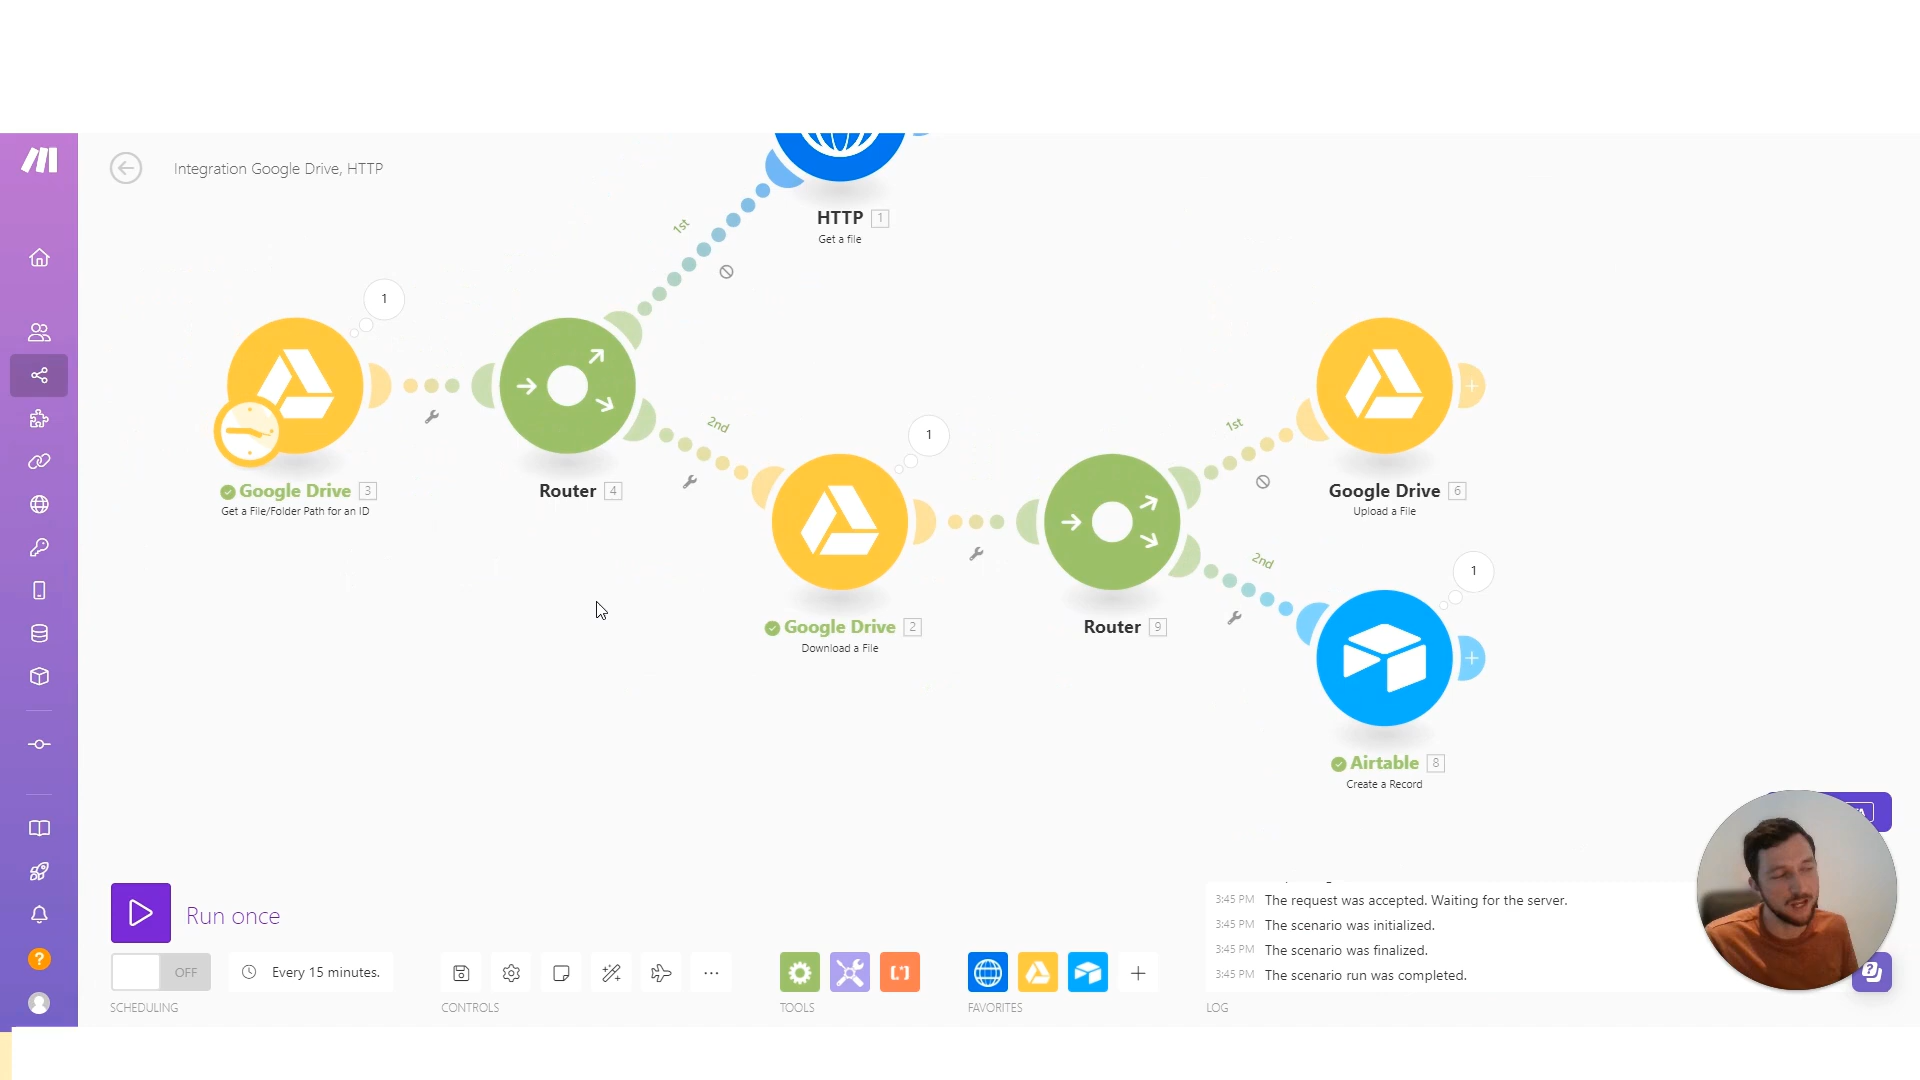 Integration Google Drive, HTTP
HTTP 1
Get a file
1st
1
Google Drive 3
Get a File/Folder Path for an ID
Router 4
2nd
1
Google Drive 2
Download a File
Router 9
1st
Google Drive 6
Upload a File
2nd
1
Airtable 8
Create a Record
Run once
OFF
Every 15 minutes.
SCHEDULING
CONTROLS
TOOLS
FAVORITES
3:45 PM The request was accepted. Waiting for the server.
3:45 PM The scenario was initialized.
3:45 PM The scenario was finalized.
3:45 PM The scenario run was completed.
LOG